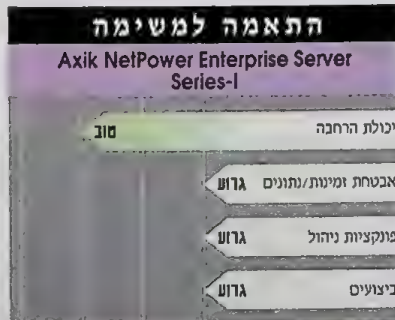 התאמה למשימה
Axik NetPower Enterprise Server
Series-I
יכולת הרחבה טוב
אבטחת זמינות/נתונים גרוע
פונקציות ניהול גרוע
ביצועים גרוע